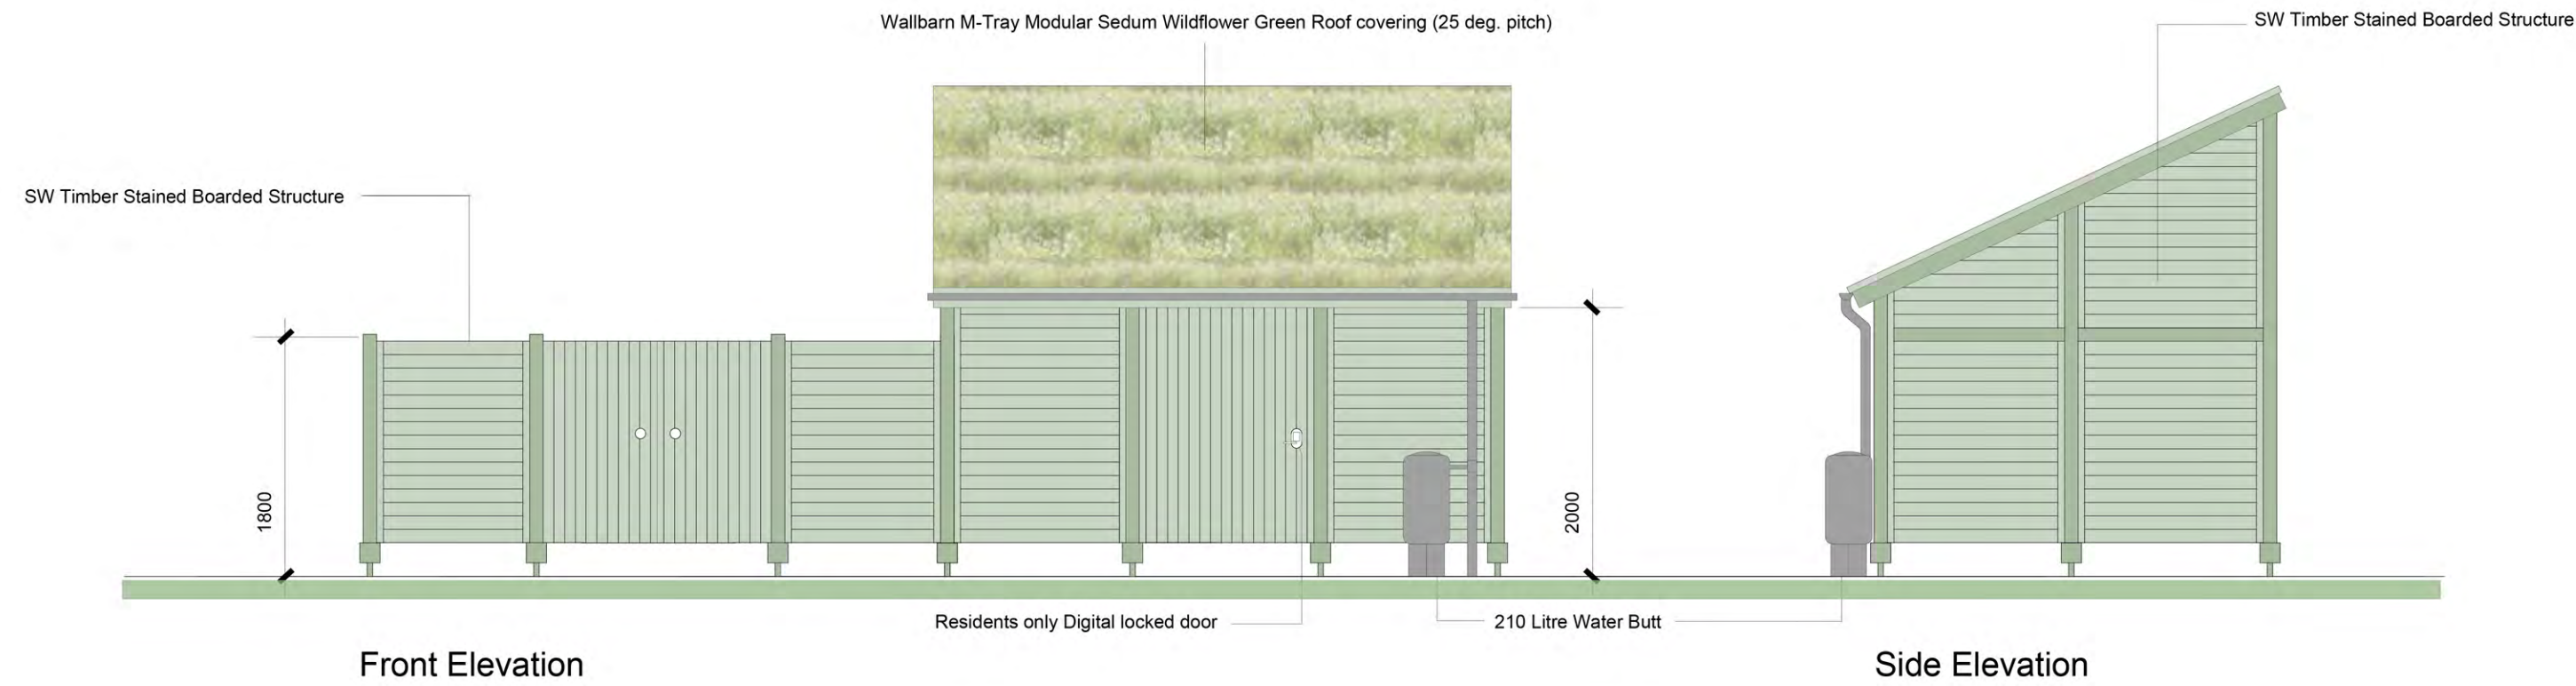 Wallbarn M-Tray Modular Sedum Wildflower Green Roof covering (25 deg. pitch)
SW Timber Stained Boarded Structure
SW Timber Stained Boarded Structure
1800
2000
Residents only Digital locked door
210 Litre Water Butt
Front Elevation
Side Elevation